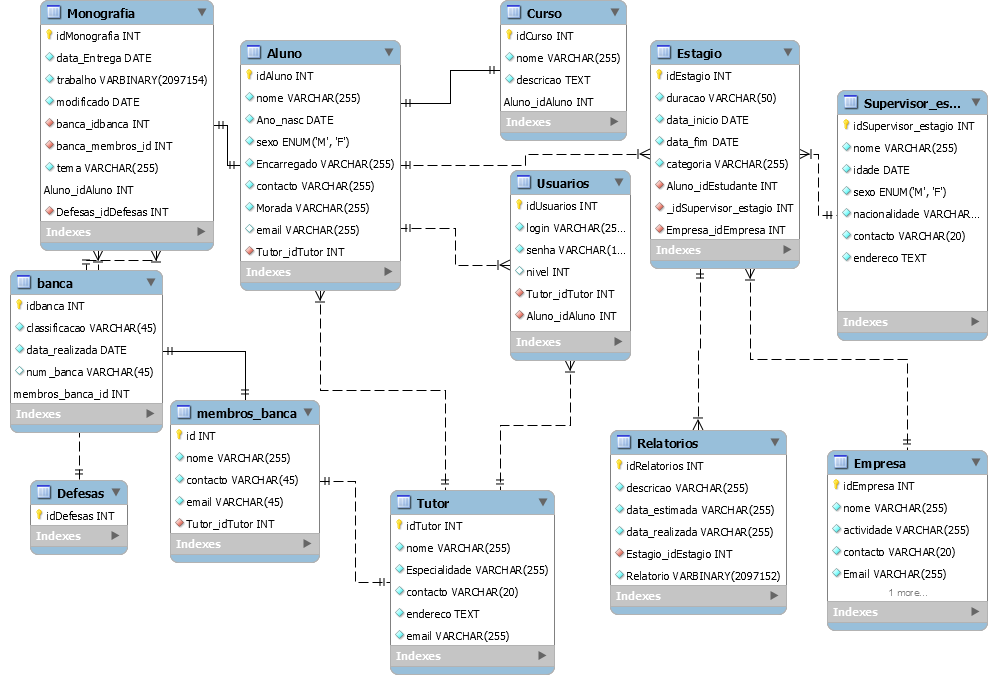 Monografia
idMonografia INT
data_Entrega DATE
trabalho VARBINARY(2097154)
modificado DATE
banca_idbanca INT
banca_membros_id INT
tema VARCHAR(255)
Aluno_idAluno INT
Defesas_idDefesas INT
Indexes
Aluno
idAluno INT
nome VARCHAR(255)
Ano_nasc DATE
sexo ENUM('M', 'F')
Encarregado VARCHAR(255)
contacto VARCHAR(255)
Morada VARCHAR(255)
email VARCHAR(255)
Tutor_idTutor INT
Indexes
Curso
idCurso INT
nome VARCHAR(255)
descricao TEXT
Aluno_idAluno INT
Indexes
Estagio
idEstagio INT
duracao VARCHAR(50)
data_inicio DATE
data_fim DATE
categoria VARCHAR(255)
Aluno_idEstudante INT
_idSupervisor_estagio INT
Empresa_idEmpresa INT
Indexes
Supervisor_es...
idSupervisor_estagio INT
nome VARCHAR(255)
idade DATE
sexo ENUM('M', 'F')
nacionalidade VARCHAR...
contacto VARCHAR(20)
endereco TEXT
Indexes
Usuarios
idUsuarios INT
login VARCHAR(25...
senha VARCHAR(1...
nivel INT
Tutor_idTutor INT
Aluno_idAluno INT
Indexes
banca
idbanca INT
classificacao VARCHAR(45)
data_realizada DATE
num_banca VARCHAR(45)
membros_banca_id INT
Indexes
membros_banca
id INT
nome VARCHAR(255)
contacto VARCHAR(45)
email VARCHAR(45)
Tutor_idTutor INT
Indexes
Defesas
idDefesas INT
Indexes
Tutor
idTutor INT
nome VARCHAR(255)
Especialidade VARCHAR(255)
contacto VARCHAR(20)
endereco TEXT
email VARCHAR(255)
Indexes
Relatorios
idRelatorios INT
descricao VARCHAR(255)
data_estimada VARCHAR(255)
data_realizada VARCHAR(255)
Estagio_idEstagio INT
Relatorio VARBINARY(2097152)
Indexes
Empresa
idEmpresa INT
nome VARCHAR(255)
actividade VARCHAR(255)
contacto VARCHAR(20)
Email VARCHAR(255)
1 more...
Indexes